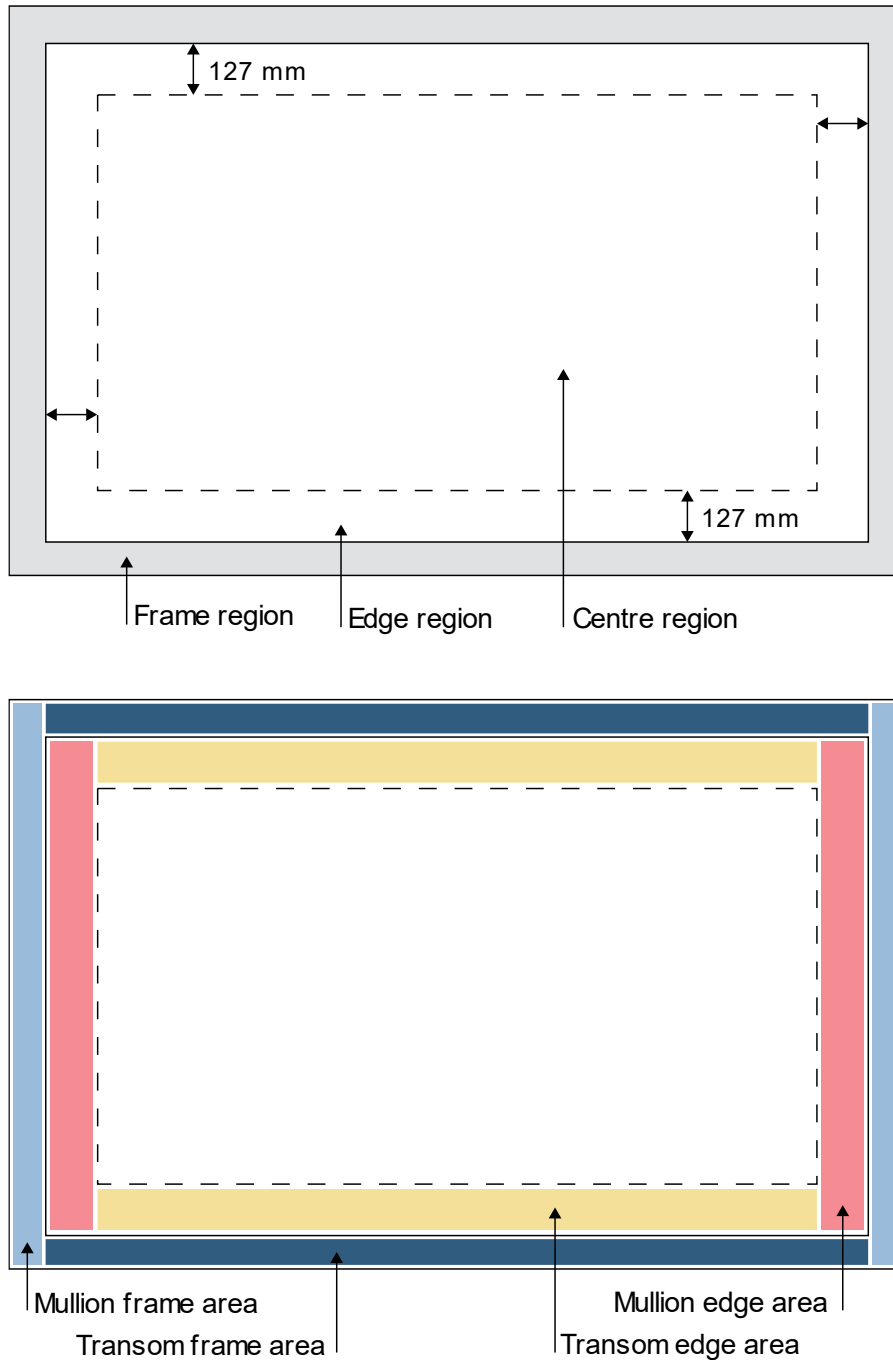 127 mm
127 mm
Frame region
Edge region
Centre region
Mullion frame area
Mullion edge area
Transom frame area
Transom edge area